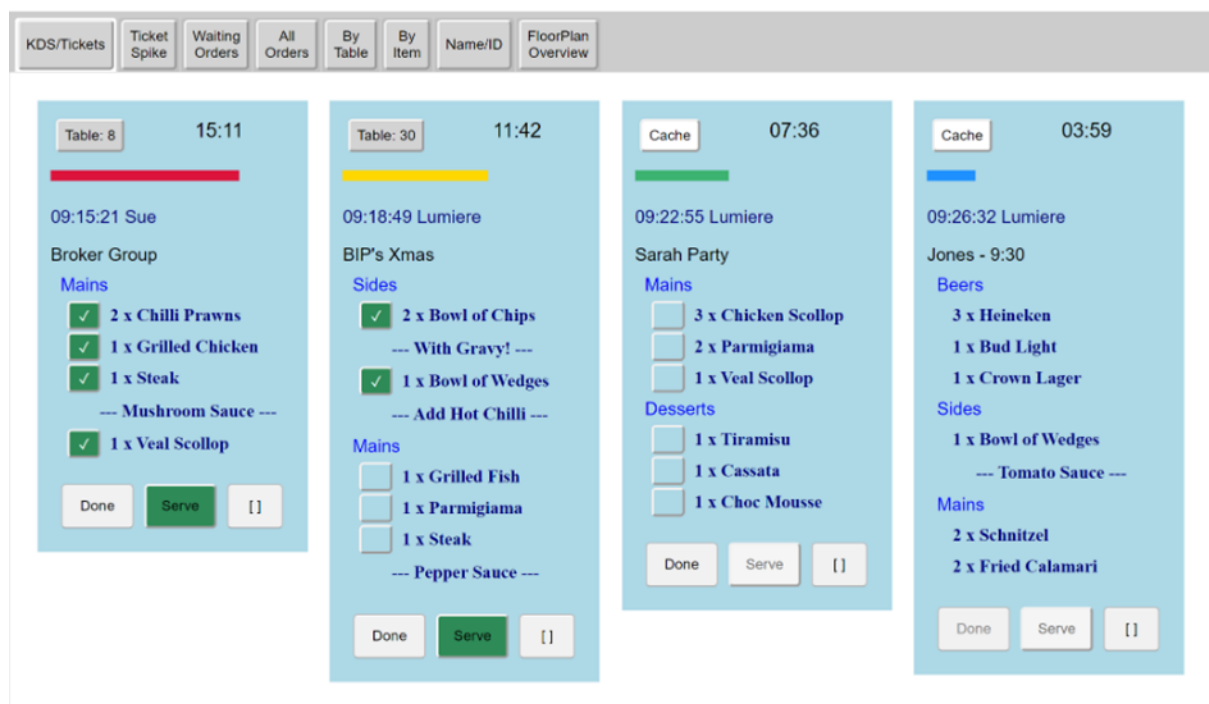 KDS/Tickets
Ticket Spike
Waiting Orders
All Orders
By Table
By Item
Name/ID
FloorPlan Overview
Table: 8 15:11
09:15:21 Sue
Broker Group
Mains
✓ 2 x Chilli Prawns
✓ 1 x Grilled Chicken
✓ 1 x Steak
--- Mushroom Sauce ---
✓ 1 x Veal Scollop
Done Serve [ ]
Table: 30 11:42
09:18:49 Lumiere
BIP's Xmas
Sides
✓ 2 x Bowl of Chips
--- With Gravy! ---
✓ 1 x Bowl of Wedges
--- Add Hot Chilli ---
Mains
1 x Grilled Fish
1 x Parmigiama
1 x Steak
--- Pepper Sauce ---
Done Serve [ ]
Cache 07:36
09:22:55 Lumiere
Sarah Party
Mains
3 x Chicken Scollop
2 x Parmigiama
1 x Veal Scollop
Desserts
1 x Tiramisu
1 x Cassata
1 x Choc Mousse
Done Serve [ ]
Cache 03:59
09:26:32 Lumiere
Jones - 9:30
Beers
3 x Heineken
1 x Bud Light
1 x Crown Lager
Sides
1 x Bowl of Wedges
--- Tomato Sauce ---
Mains
2 x Schnitzel
2 x Fried Calamari
Done Serve [ ]